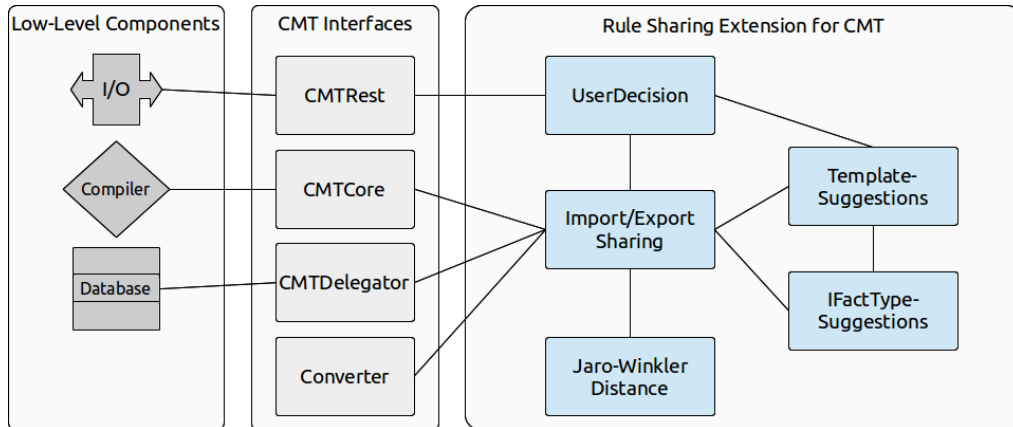 Low-Level Components
I/O
Compiler
Database
CMT Interfaces
CMTRest
CMTCore
CMTDelegator
Converter
Rule Sharing Extension for CMT
UserDecision
Import/Export
Sharing
Jaro-Winkler
Distance
Template-
Suggestions
IFactType-
Suggestions